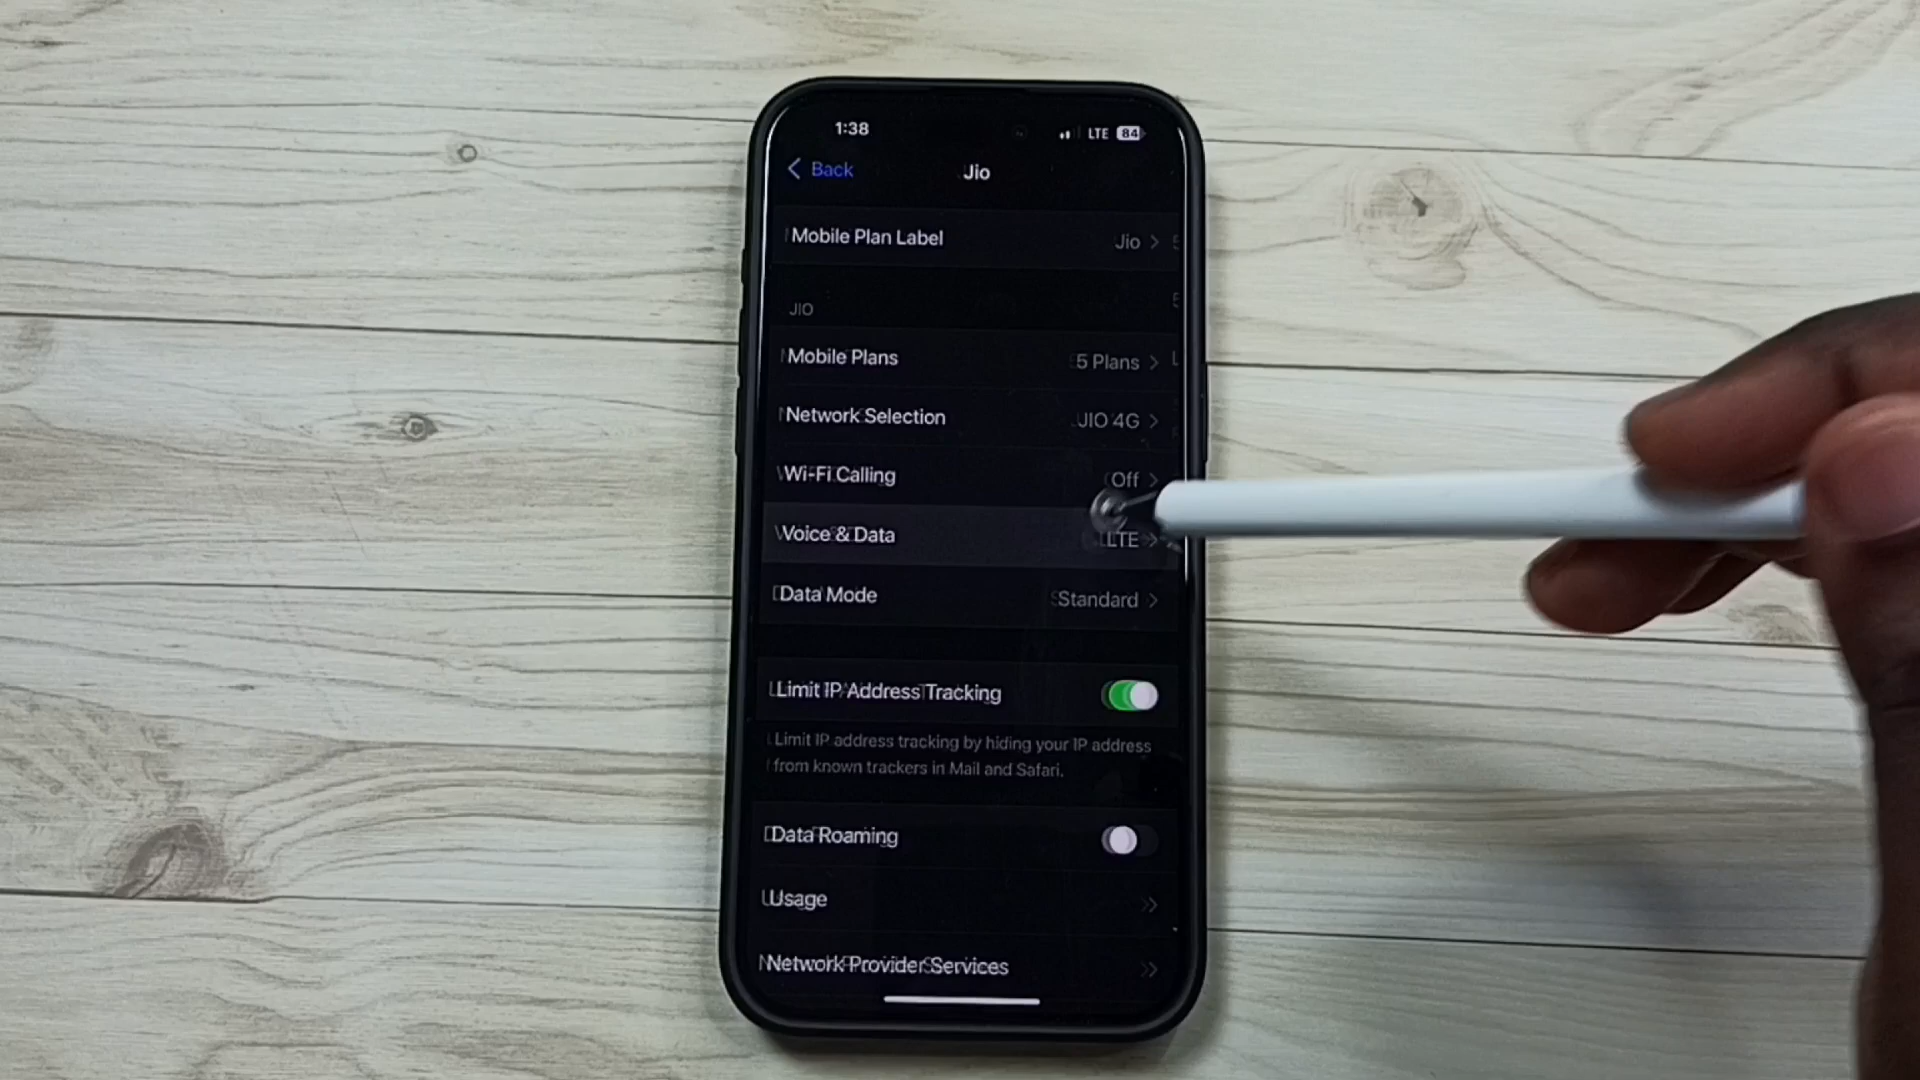 1:38
LTE 84
Back
Jio
Mobile Plan Label
Jio
JIO
Mobile Plans
5 Plans
Network Selection
JIO 4G
Wi-Fi Calling
Off
Voice & Data
LTE
Data Mode
Standard
Limit IP Address Tracking
Limit IP address tracking by hiding your IP address
from known trackers in Mail and Safari.
Data Roaming
Usage
Network Provider Services